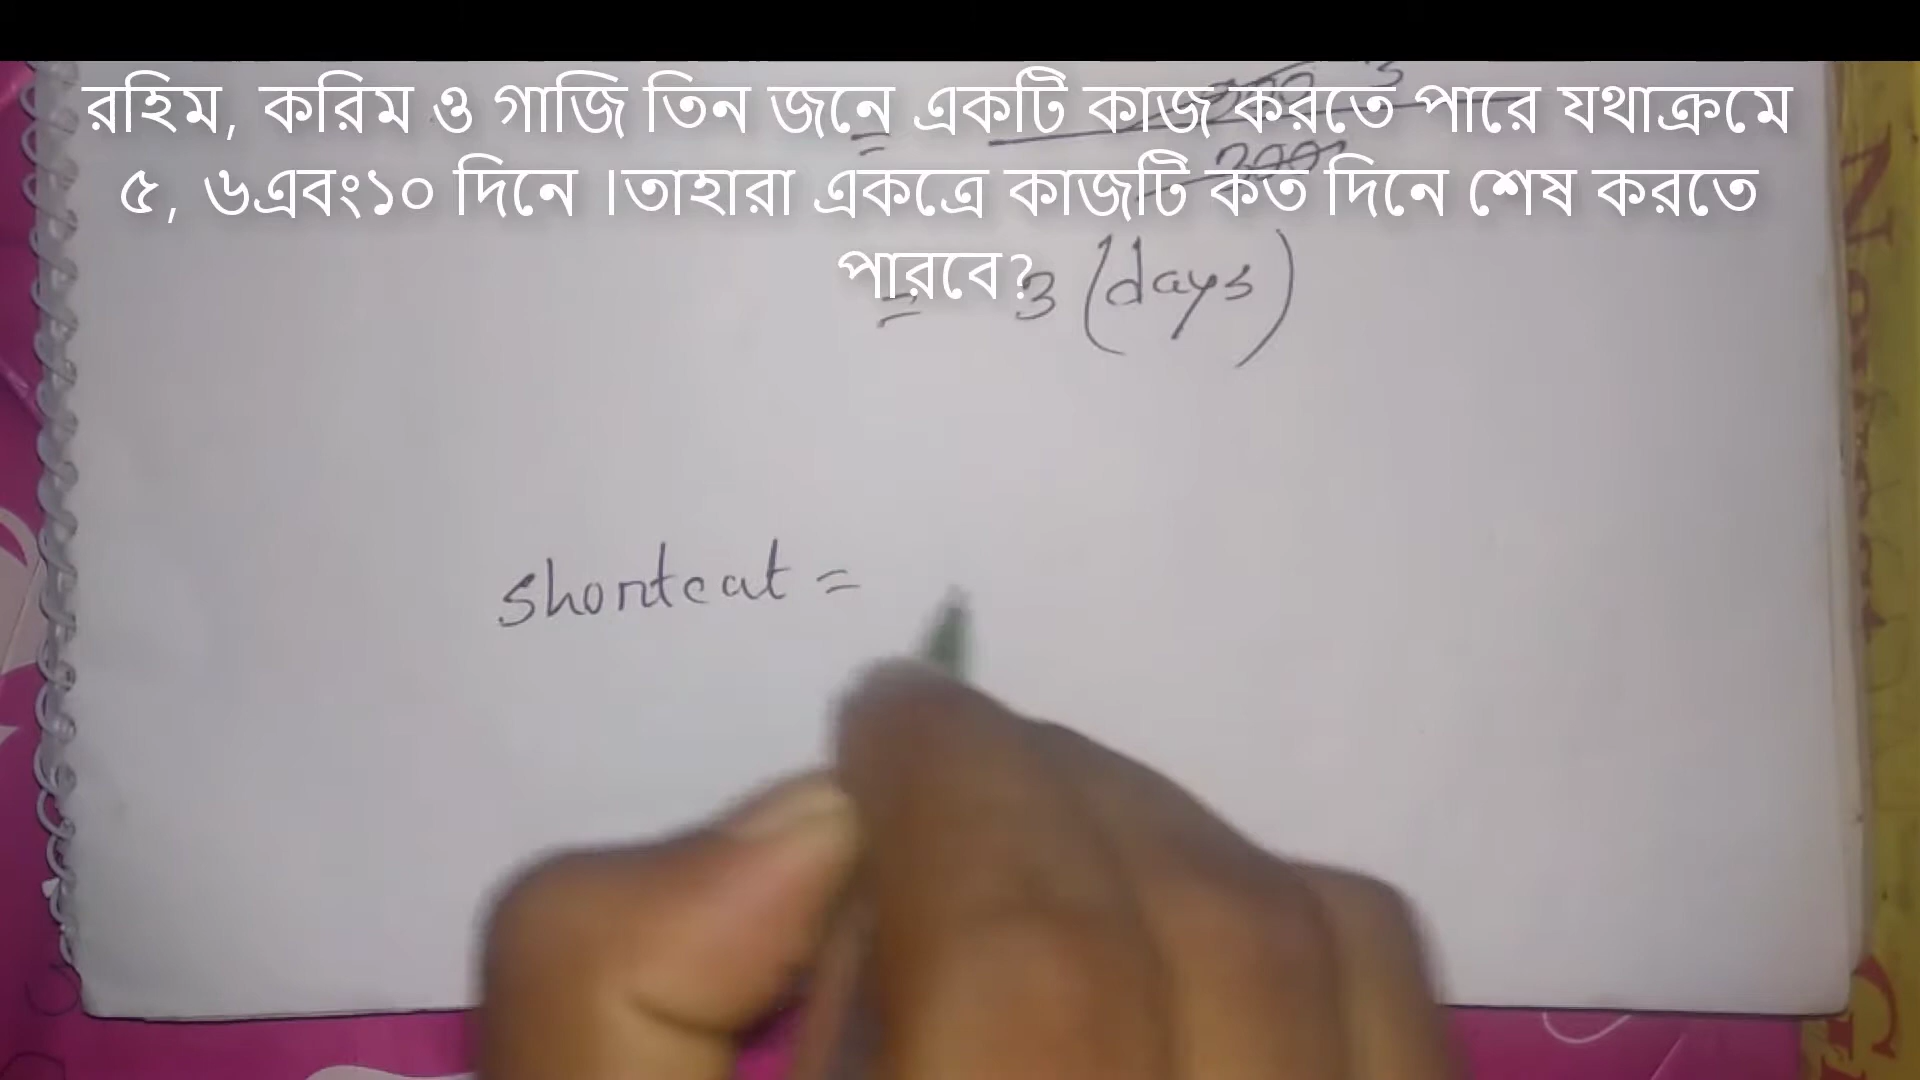 রহিম, করিম ও গাজি তিন জনে একটি কাজ করতে পারে যথাক্রমে
৫, ৬এবং১০ দিনে ।তাহারা একত্রে কাজটি কত দিনে শেষ করতে
পারবে?
= 3 (days)
shortcut =